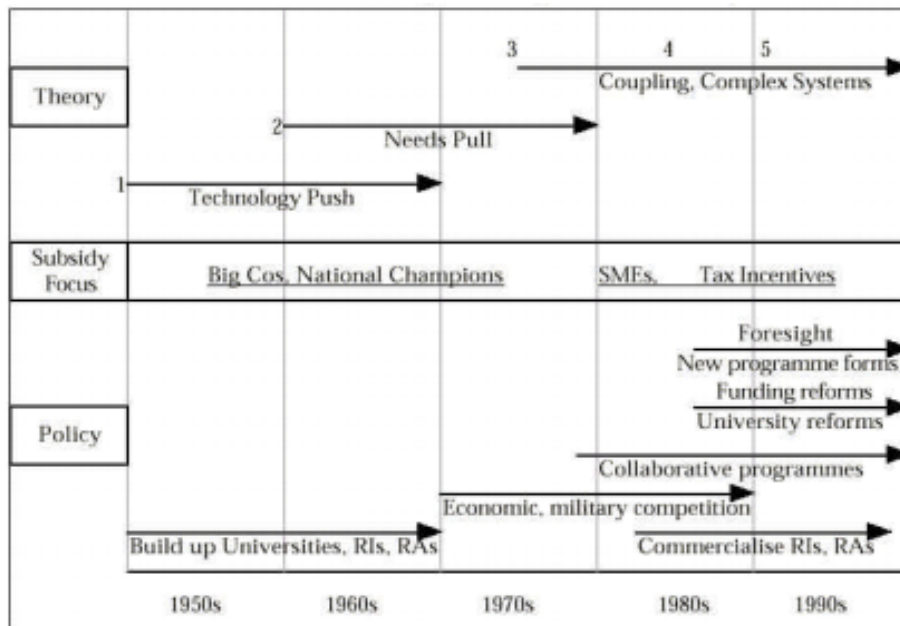 3 4 5
Theory
Coupling, Complex Systems
2
Needs Pull
1
Technology Push
Subsidy
Focus
Big Cos, National Champions
SMEs, Tax Incentives
Foresight
New programme forms
Funding reforms
University reforms
Policy
Collaborative programmes
Economic, military competition
Build up Universities, RIs, RAs
Commercialise RIs, RAs
1950s 1960s 1970s 1980s 1990s